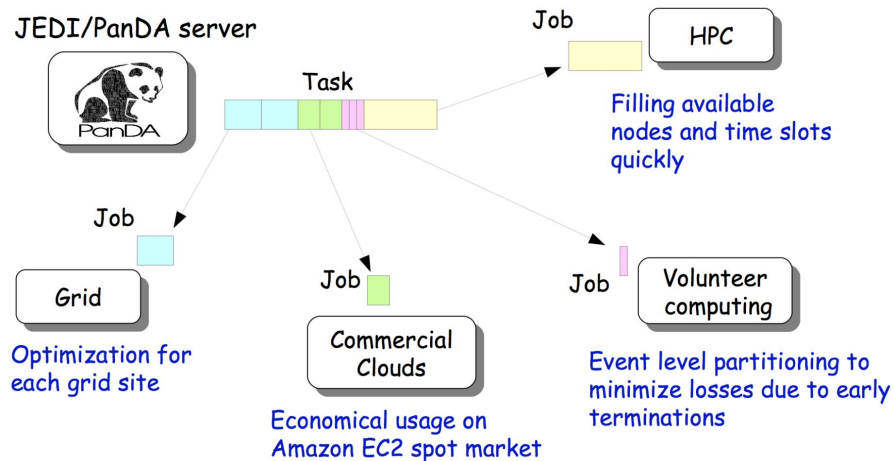 JEDI/PanDA server
PanDA
Task
Job
HPC
Filling available
nodes and time slots
quickly
Job
Grid
Optimization for
each grid site
Job
Commercial
Clouds
Economical usage on
Amazon EC2 spot market
Job
Volunteer
computing
Event level partitioning to
minimize losses due to early
terminations